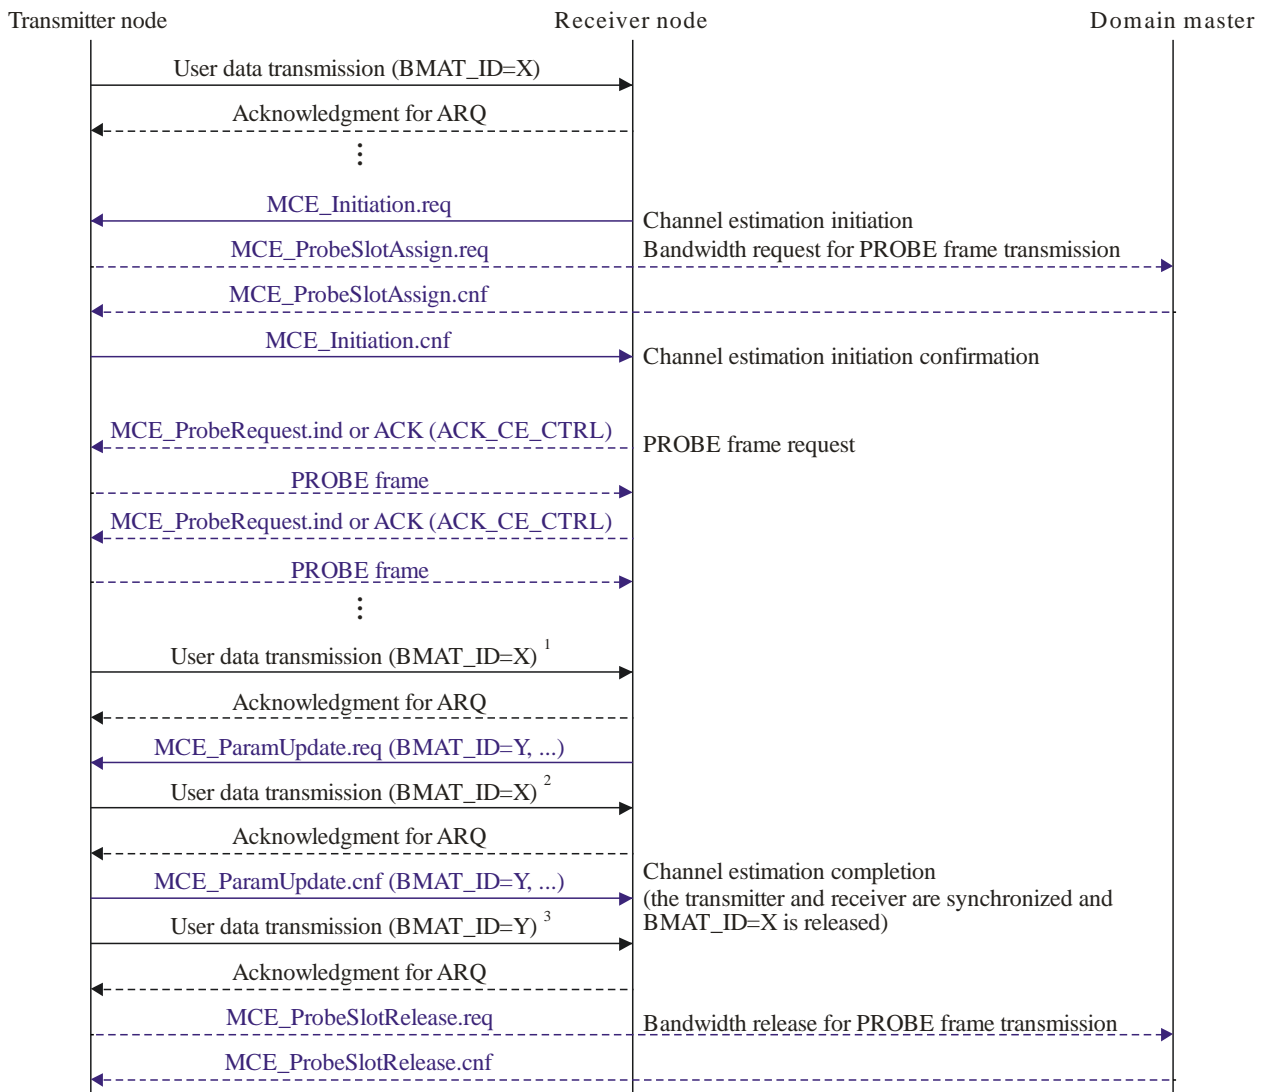 Transmitter node Receiver node Domain master
User data transmission (BMAT_ID=X)
Acknowledgment for ARQ
MCE_Initiation.req
Channel estimation initiation
MCE_ProbeSlotAssign.req
Bandwidth request for PROBE frame transmission
MCE_ProbeSlotAssign.cnf
MCE_Initiation.cnf
Channel estimation initiation confirmation
MCE_ProbeRequest.ind or ACK (ACK_CE_CTRL)
PROBE frame request
PROBE frame
MCE_ProbeRequest.ind or ACK (ACK_CE_CTRL)
PROBE frame
User data transmission (BMAT_ID=X) 1
Acknowledgment for ARQ
MCE_ParamUpdate.req (BMAT_ID=Y, ...)
User data transmission (BMAT_ID=X) 2
Acknowledgment for ARQ
MCE_ParamUpdate.cnf (BMAT_ID=Y, ...)
Channel estimation completion
(the transmitter and receiver are synchronized and
BMAT_ID=X is released)
User data transmission (BMAT_ID=Y) 3
Acknowledgment for ARQ
MCE_ProbeSlotRelease.req
Bandwidth release for PROBE frame transmission
MCE_ProbeSlotRelease.cnf